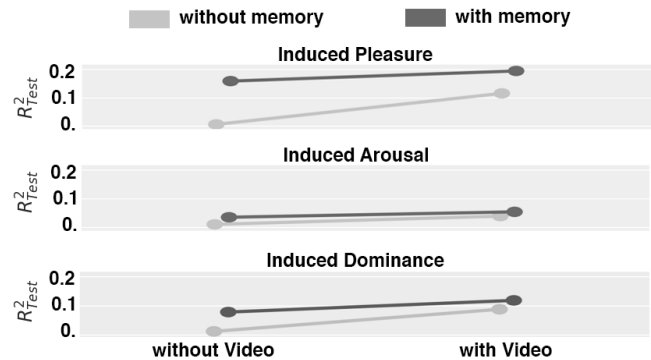 without memory with memory
Induced Pleasure
0.2
0.1
0.
R²Test
Induced Arousal
0.2
0.1
0.
R²Test
Induced Dominance
0.2
0.1
0.
R²Test
without Video with Video